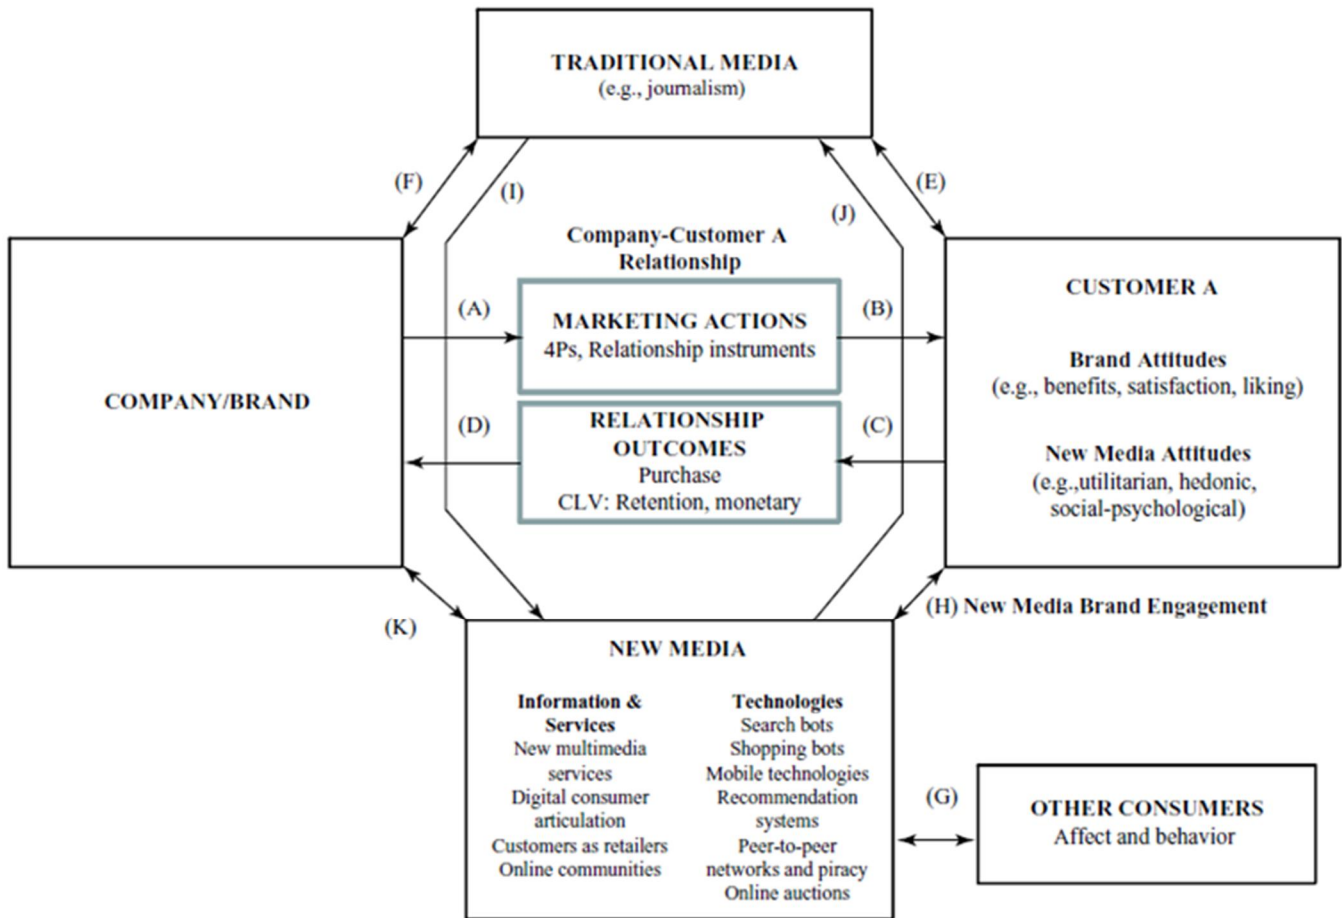 TRADITIONAL MEDIA
(e.g., journalism)
(F)
(I)
(E)
(J)
Company-Customer A
Relationship
(A)
MARKETING ACTIONS
4Ps, Relationship instruments
(B)
COMPANY/BRAND
(D)
RELATIONSHIP
OUTCOMES
Purchase
CLV: Retention, monetary
(C)
CUSTOMER A
Brand Attitudes
(e.g., benefits, satisfaction, liking)
New Media Attitudes
(e.g.,utilitarian, hedonic,
social-psychological)
(K)
(H) New Media Brand Engagement
NEW MEDIA
Information &
Services
New multimedia
services
Digital consumer
articulation
Customers as retailers
Online communities
Technologies
Search bots
Shopping bots
Mobile technologies
Recommendation
systems
Peer-to-peer
networks and piracy
Online auctions
(G)
OTHER CONSUMERS
Affect and behavior